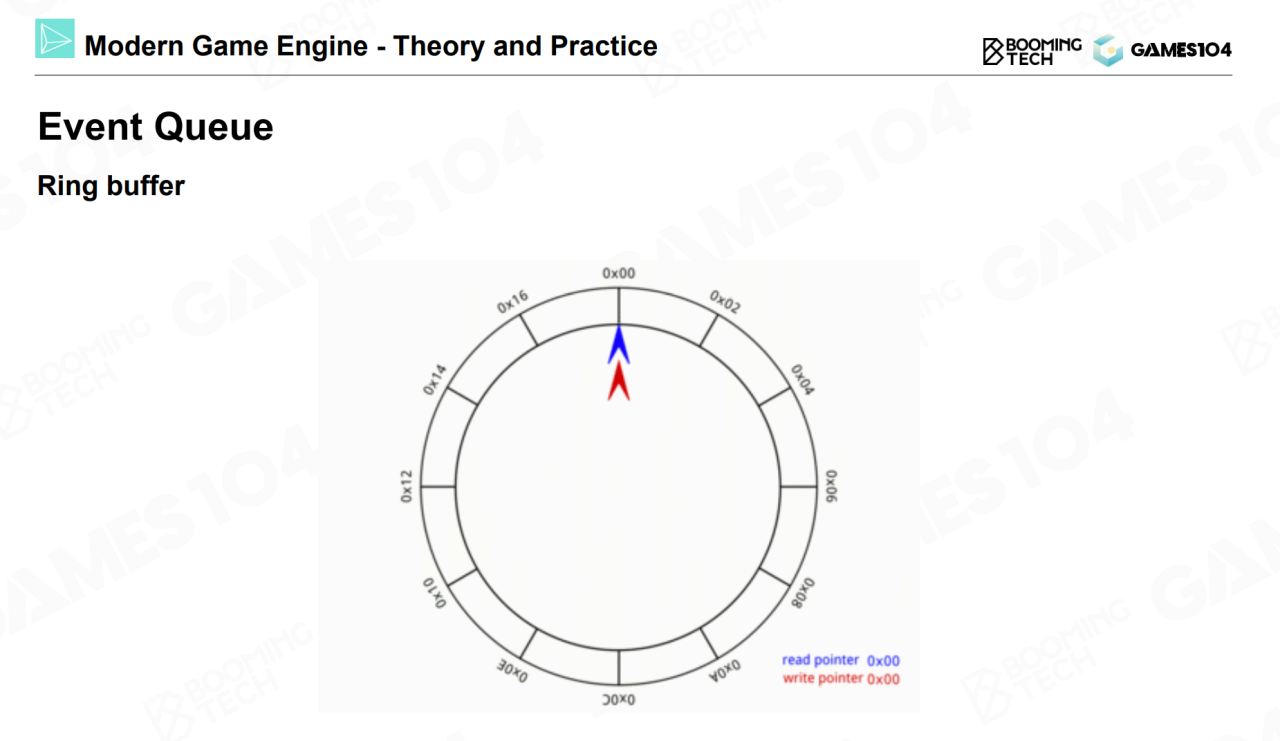 Modern Game Engine - Theory and Practice
BOOMING
TECH
GAMES104
Event Queue
Ring buffer
0x00
0x02
0x04
0x06
0x08
0x0A
0x0C
0x0E
0x10
0x12
0x14
0x16
read pointer 0x00
write pointer 0x00